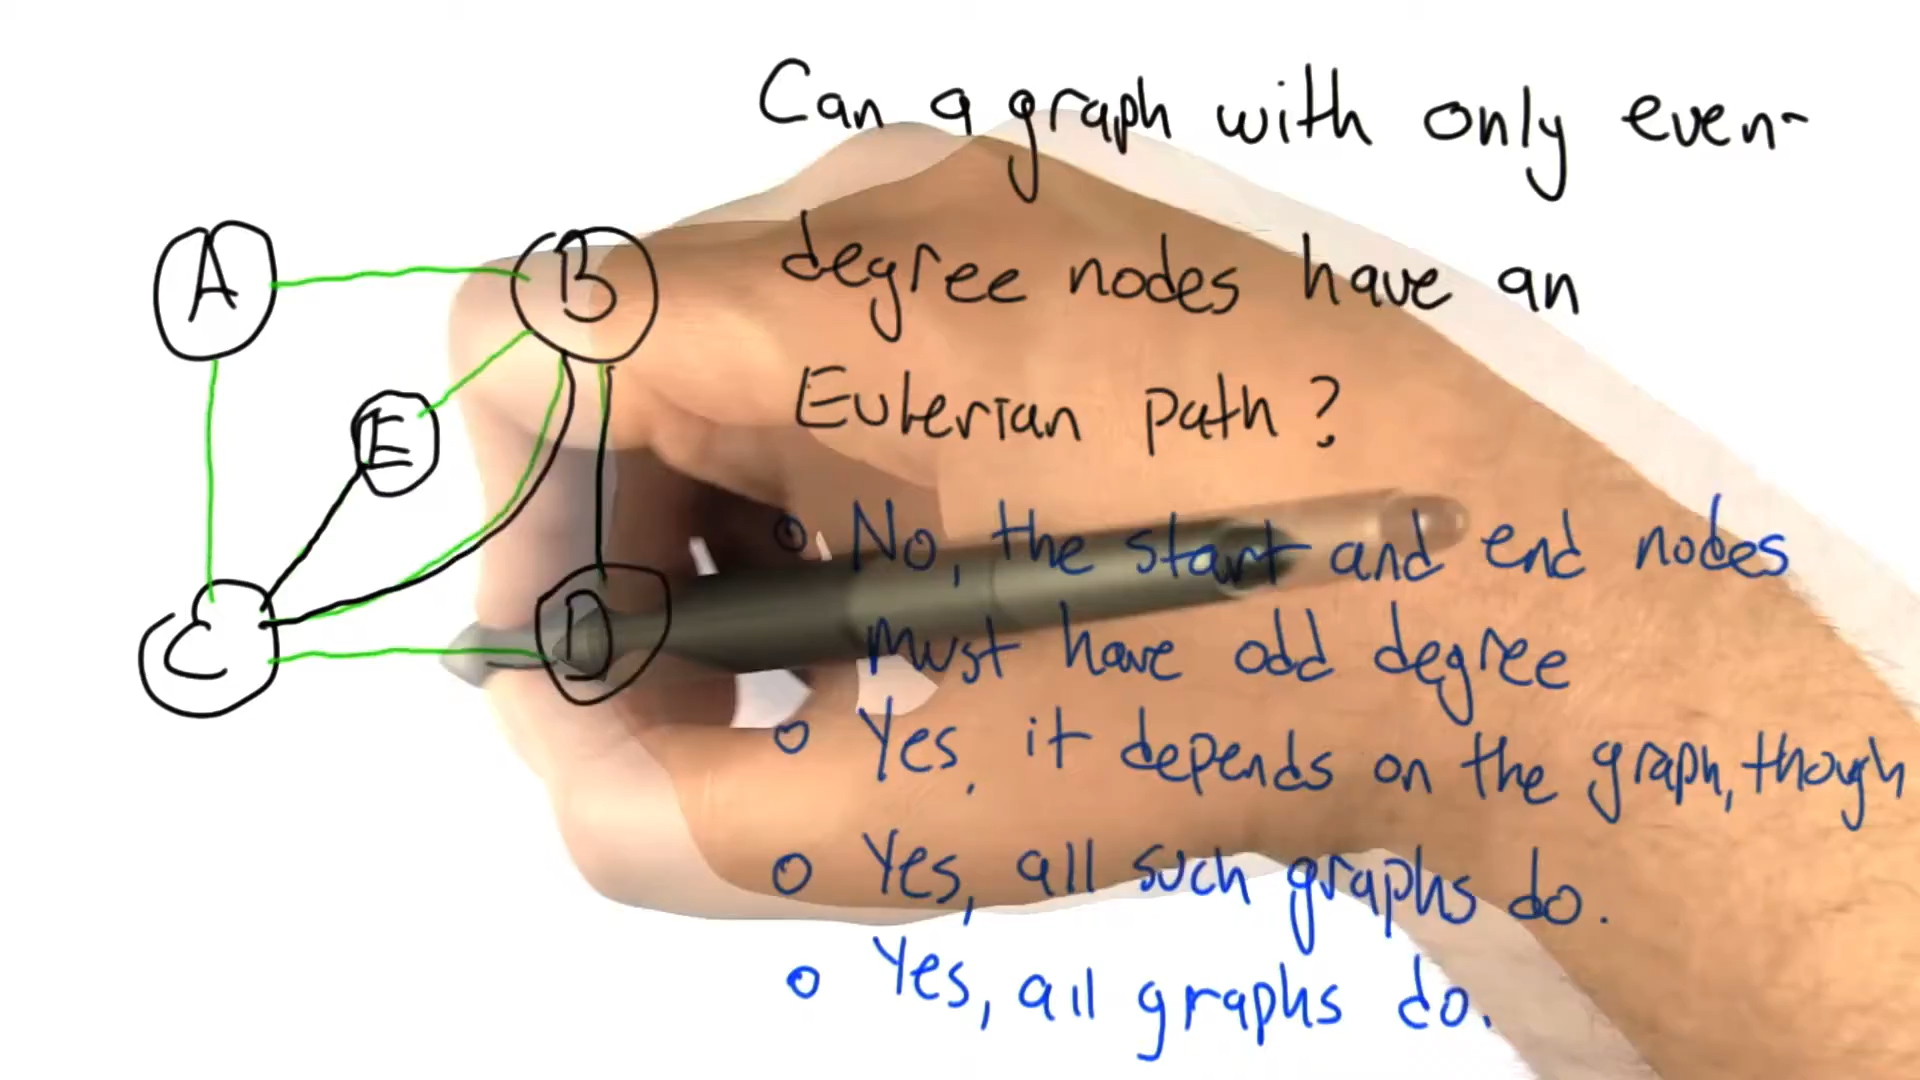 Can a graph with only even-
degree nodes have an
Eulerian path?
No, the start and end nodes
must have odd degree
Yes, it depends on the graph, though
Yes, all such graphs do.
Yes, all graphs do.
A
B
E
C
D